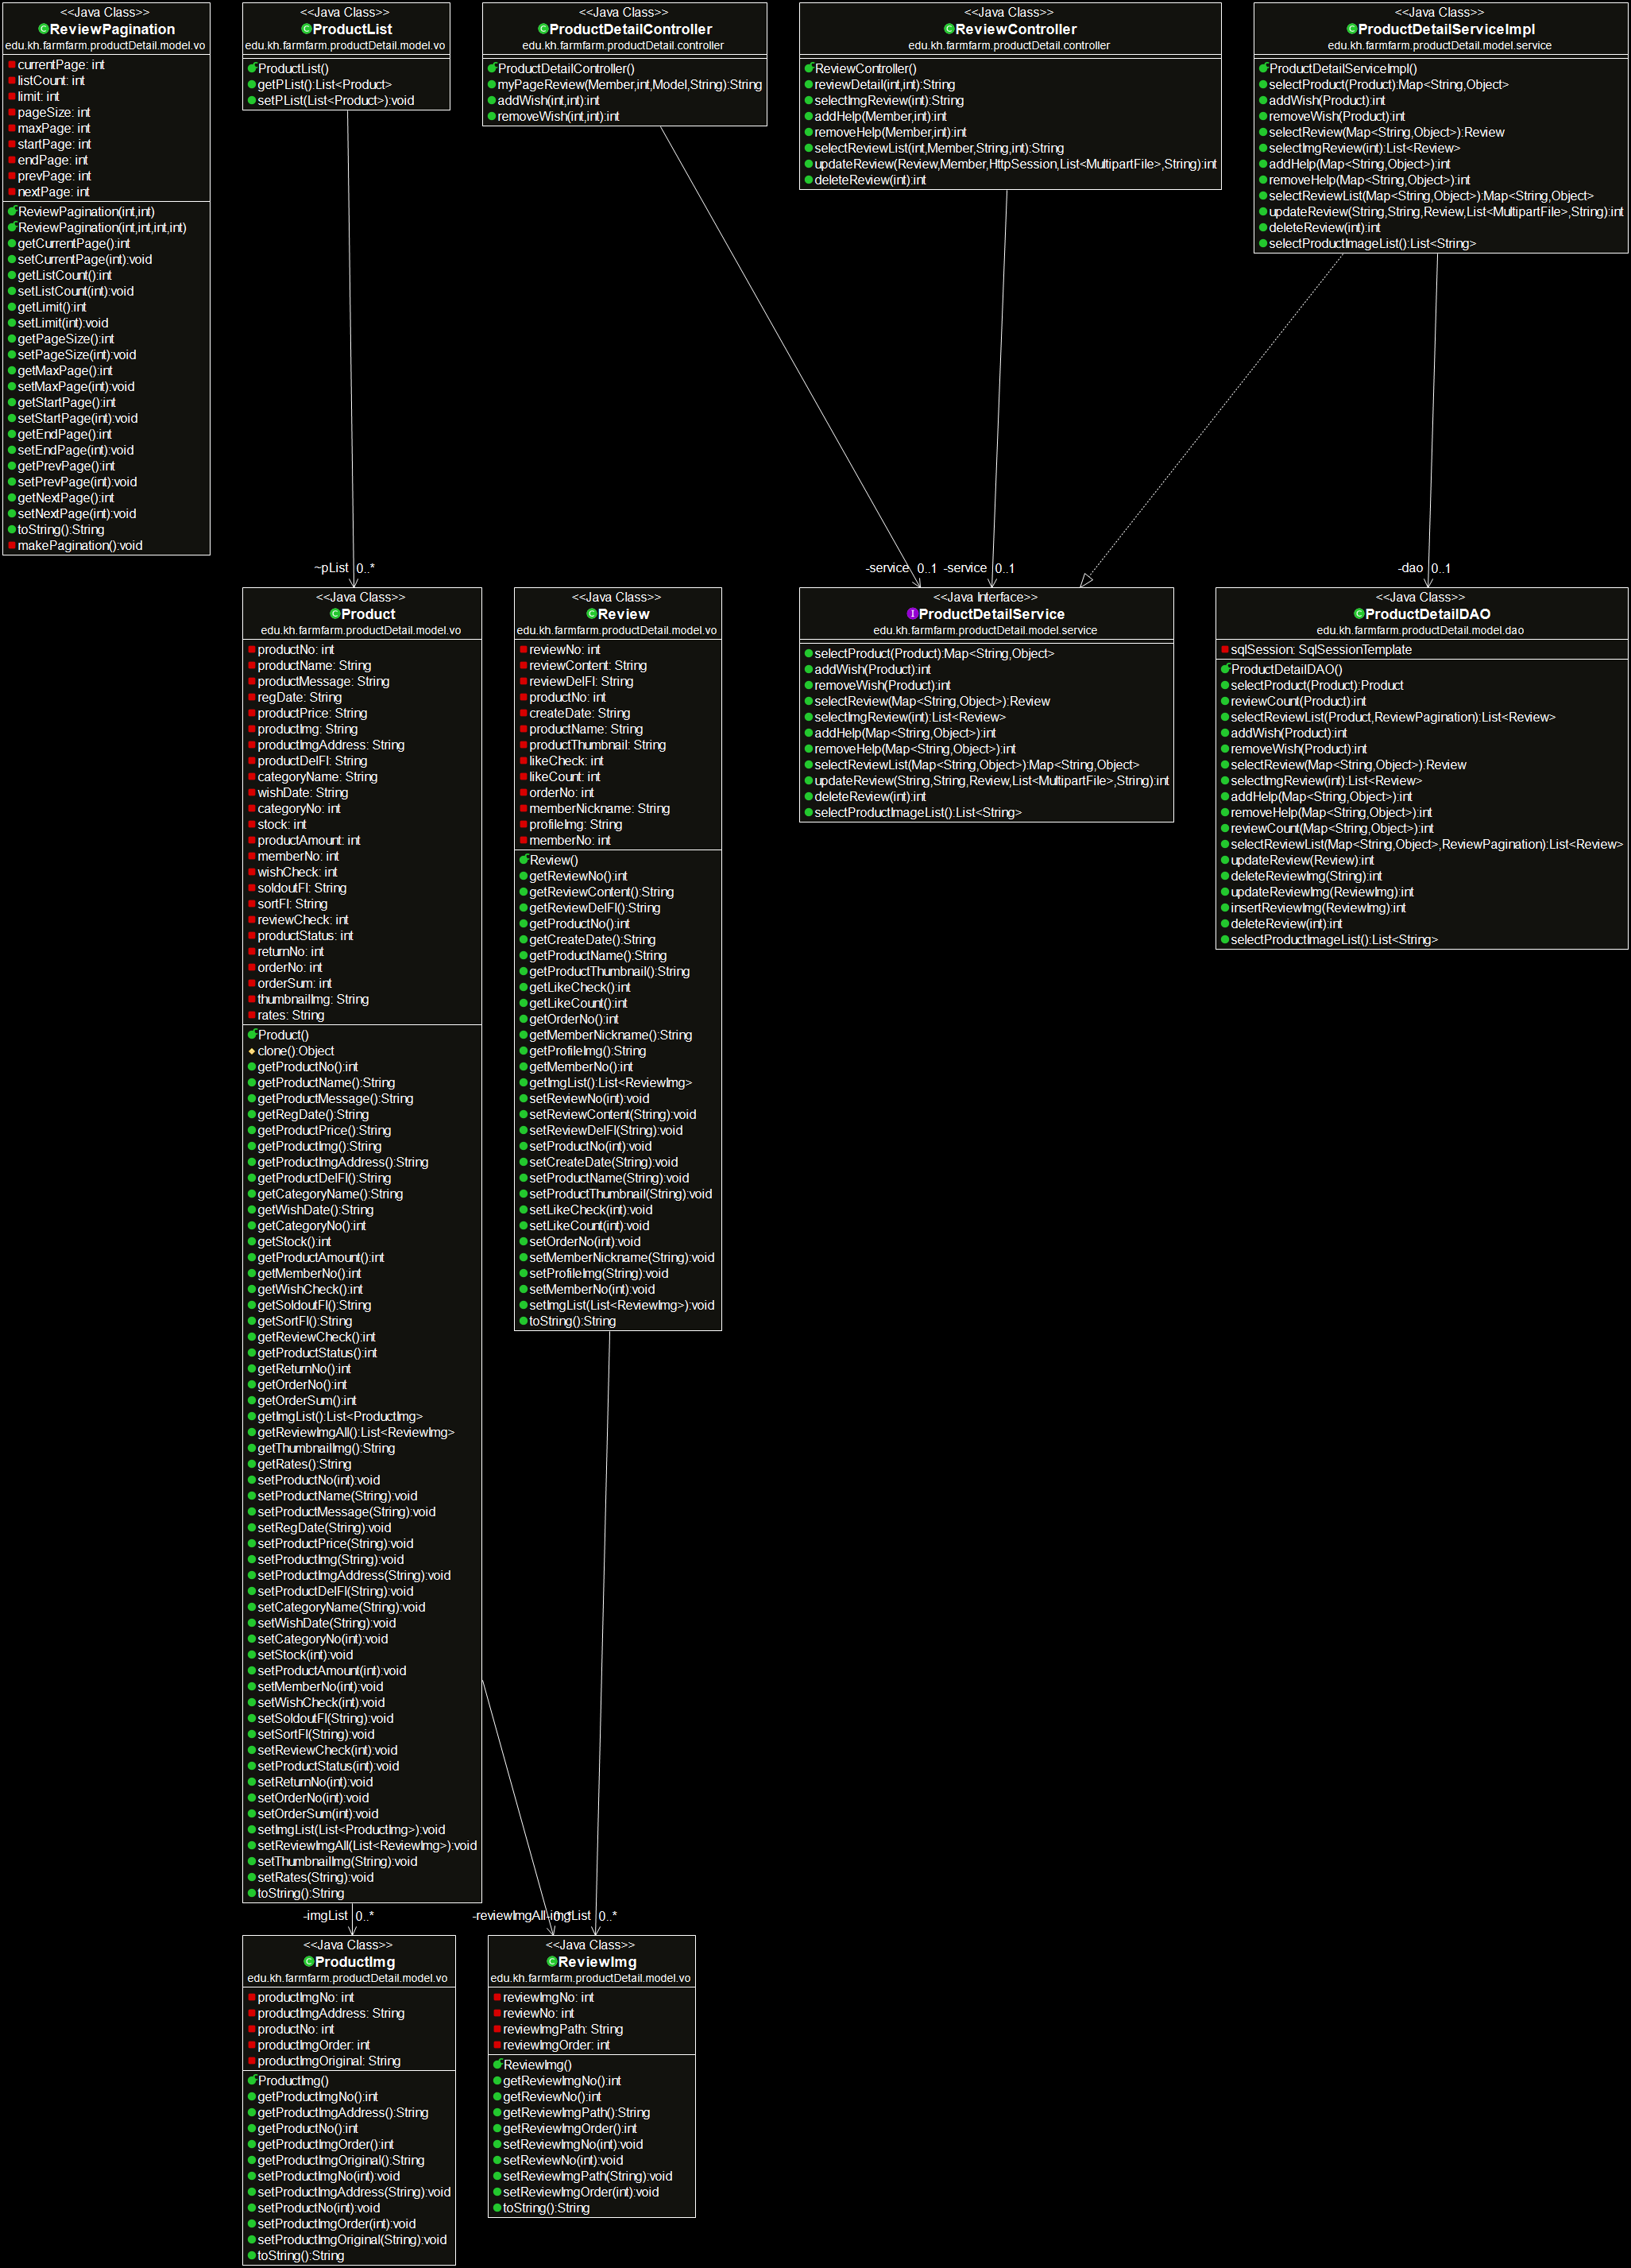 <<Java Class>>
ReviewPagination
edu.kh.farmfarm.productDetail.model.vo
currentPage: int
listCount: int
limit: int
pageSize: int
maxPage: int
startPage: int
endPage: int
prevPage: int
nextPage: int
ReviewPagination(int,int)
ReviewPagination(int,int,int,int)
getCurrentPage():int
setCurrentPage(int):void
getListCount():int
setListCount(int):void
getLimit():int
setLimit(int):void
getPageSize():int
setPageSize(int):void
getMaxPage():int
setMaxPage(int):void
getStartPage():int
setStartPage(int):void
getEndPage():int
setEndPage(int):void
getPrevPage():int
setPrevPage(int):void
getNextPage():int
setNextPage(int):void
toString():String
makePagination():void
<<Java Class>>
ProductList
edu.kh.farmfarm.productDetail.model.vo
ProductList()
getPList():List<Product>
setPList(List<Product>):void
<<Java Class>>
ProductDetailController
edu.kh.farmfarm.productDetail.controller
ProductDetailController()
myPageReview(Member,int,Model,String):String
addWish(int,int):int
removeWish(int,int):int
<<Java Class>>
ReviewController
edu.kh.farmfarm.productDetail.controller
ReviewController()
reviewDetail(int,int):String
selectImgReview(int):String
addHelp(Member,int):int
removeHelp(Member,int):int
selectReviewList(int,Member,String,int):String
updateReview(Review,Member,HttpSession,List<MultipartFile>,String):int
deleteReview(int):int
<<Java Class>>
ProductDetailServiceImpl
edu.kh.farmfarm.productDetail.model.service
ProductDetailServiceImpl()
selectProduct(Product):Map<String,Object>
addWish(Product):int
removeWish(Product):int
selectReview(Map<String,Object>):Review
selectImgReview(int):List<Review>
addHelp(Map<String,Object>):int
removeHelp(Map<String,Object>):int
selectReviewList(Map<String,Object>):Map<String,Object>
updateReview(String,String,Review,List<MultipartFile>,String):int
deleteReview(int):int
selectProductImageList():List<String>
~pList 0..*
-service 0..1
-service 0..1
-dao 0..1
<<Java Class>>
Product
edu.kh.farmfarm.productDetail.model.vo
productNo: int
productName: String
productMessage: String
regDate: String
productPrice: String
productImg: String
productImgAddress: String
productDelFl: String
categoryName: String
wishDate: String
categoryNo: int
stock: int
productAmount: int
memberNo: int
wishCheck: int
soldoutFl: String
sortFl: String
reviewCheck: int
productStatus: int
returnNo: int
orderNo: int
orderSum: int
thumbnailImg: String
rates: String
Product()
clone():Object
getProductNo():int
getProductName():String
getProductMessage():String
getRegDate():String
getProductPrice():String
getProductImg():String
getProductImgAddress():String
getProductDelFl():String
getCategoryName():String
getWishDate():String
getCategoryNo():int
getStock():int
getProductAmount():int
getMemberNo():int
getWishCheck():int
getSoldoutFl():String
getSortFl():String
getReviewCheck():int
getProductStatus():int
getReturnNo():int
getOrderNo():int
getOrderSum():int
getImgList():List<ProductImg>
getReviewImgAll():List<ReviewImg>
getThumbnailImg():String
getRates():String
setProductNo(int):void
setProductName(String):void
setProductMessage(String):void
setRegDate(String):void
setProductPrice(String):void
setProductImg(String):void
setProductImgAddress(String):void
setProductDelFl(String):void
setCategoryName(String):void
setWishDate(String):void
setCategoryNo(int):void
setStock(int):void
setProductAmount(int):void
setMemberNo(int):void
setWishCheck(int):void
setSoldoutFl(String):void
setSortFl(String):void
setReviewCheck(int):void
setProductStatus(int):void
setReturnNo(int):void
setOrderNo(int):void
setOrderSum(int):void
setImgList(List<ProductImg>):void
setReviewImgAll(List<ReviewImg>):void
setThumbnailImg(String):void
setRates(String):void
toString():String
<<Java Class>>
Review
edu.kh.farmfarm.productDetail.model.vo
reviewNo: int
reviewContent: String
reviewDelFl: String
productNo: int
createDate: String
productName: String
productThumbnail: String
likeCheck: int
likeCount: int
orderNo: int
memberNickname: String
profileImg: String
memberNo: int
Review()
getReviewNo():int
getReviewContent():String
getReviewDelFl():String
getProductNo():int
getCreateDate():String
getProductName():String
getProductThumbnail():String
getLikeCheck():int
getLikeCount():int
getOrderNo():int
getMemberNickname():String
getProfileImg():String
getMemberNo():int
getImgList():List<ReviewImg>
setReviewNo(int):void
setReviewContent(String):void
setReviewDelFl(String):void
setProductNo(int):void
setCreateDate(String):void
setProductName(String):void
setProductThumbnail(String):void
setLikeCheck(int):void
setLikeCount(int):void
setOrderNo(int):void
setMemberNickname(String):void
setProfileImg(String):void
setMemberNo(int):void
setImgList(List<ReviewImg>):void
toString():String
<<Java Interface>>
ProductDetailService
edu.kh.farmfarm.productDetail.model.service
selectProduct(Product):Map<String,Object>
addWish(Product):int
removeWish(Product):int
selectReview(Map<String,Object>):Review
selectImgReview(int):List<Review>
addHelp(Map<String,Object>):int
removeHelp(Map<String,Object>):int
selectReviewList(Map<String,Object>):Map<String,Object>
updateReview(String,String,Review,List<MultipartFile>,String):int
deleteReview(int):int
selectProductImageList():List<String>
<<Java Class>>
ProductDetailDAO
edu.kh.farmfarm.productDetail.model.dao
sqlSession: SqlSessionTemplate
ProductDetailDAO()
selectProduct(Product):Product
reviewCount(Product):int
selectReviewList(Product,ReviewPagination):List<Review>
addWish(Product):int
removeWish(Product):int
selectReview(Map<String,Object>):Review
selectImgReview(int):List<Review>
addHelp(Map<String,Object>):int
removeHelp(Map<String,Object>):int
reviewCount(Map<String,Object>):int
selectReviewList(Map<String,Object>,ReviewPagination):List<Review>
updateReview(Review):int
deleteReviewImg(String):int
updateReviewImg(ReviewImg):int
insertReviewImg(ReviewImg):int
deleteReview(int):int
selectProductImageList():List<String>
-imgList 0..*
-reviewImgAll 0..*
-imgList 0..*
<<Java Class>>
ProductImg
edu.kh.farmfarm.productDetail.model.vo
productImgNo: int
productImgAddress: String
productNo: int
productImgOrder: int
productImgOriginal: String
ProductImg()
getProductImgNo():int
getProductImgAddress():String
getProductNo():int
getProductImgOrder():int
getProductImgOriginal():String
setProductImgNo(int):void
setProductImgAddress(String):void
setProductNo(int):void
setProductImgOrder(int):void
setProductImgOriginal(String):void
toString():String
<<Java Class>>
ReviewImg
edu.kh.farmfarm.productDetail.model.vo
reviewImgNo: int
reviewNo: int
reviewImgPath: String
reviewImgOrder: int
ReviewImg()
getReviewImgNo():int
getReviewNo():int
getReviewImgPath():String
getReviewImgOrder():int
setReviewImgNo(int):void
setReviewNo(int):void
setReviewImgPath(String):void
setReviewImgOrder(int):void
toString():String